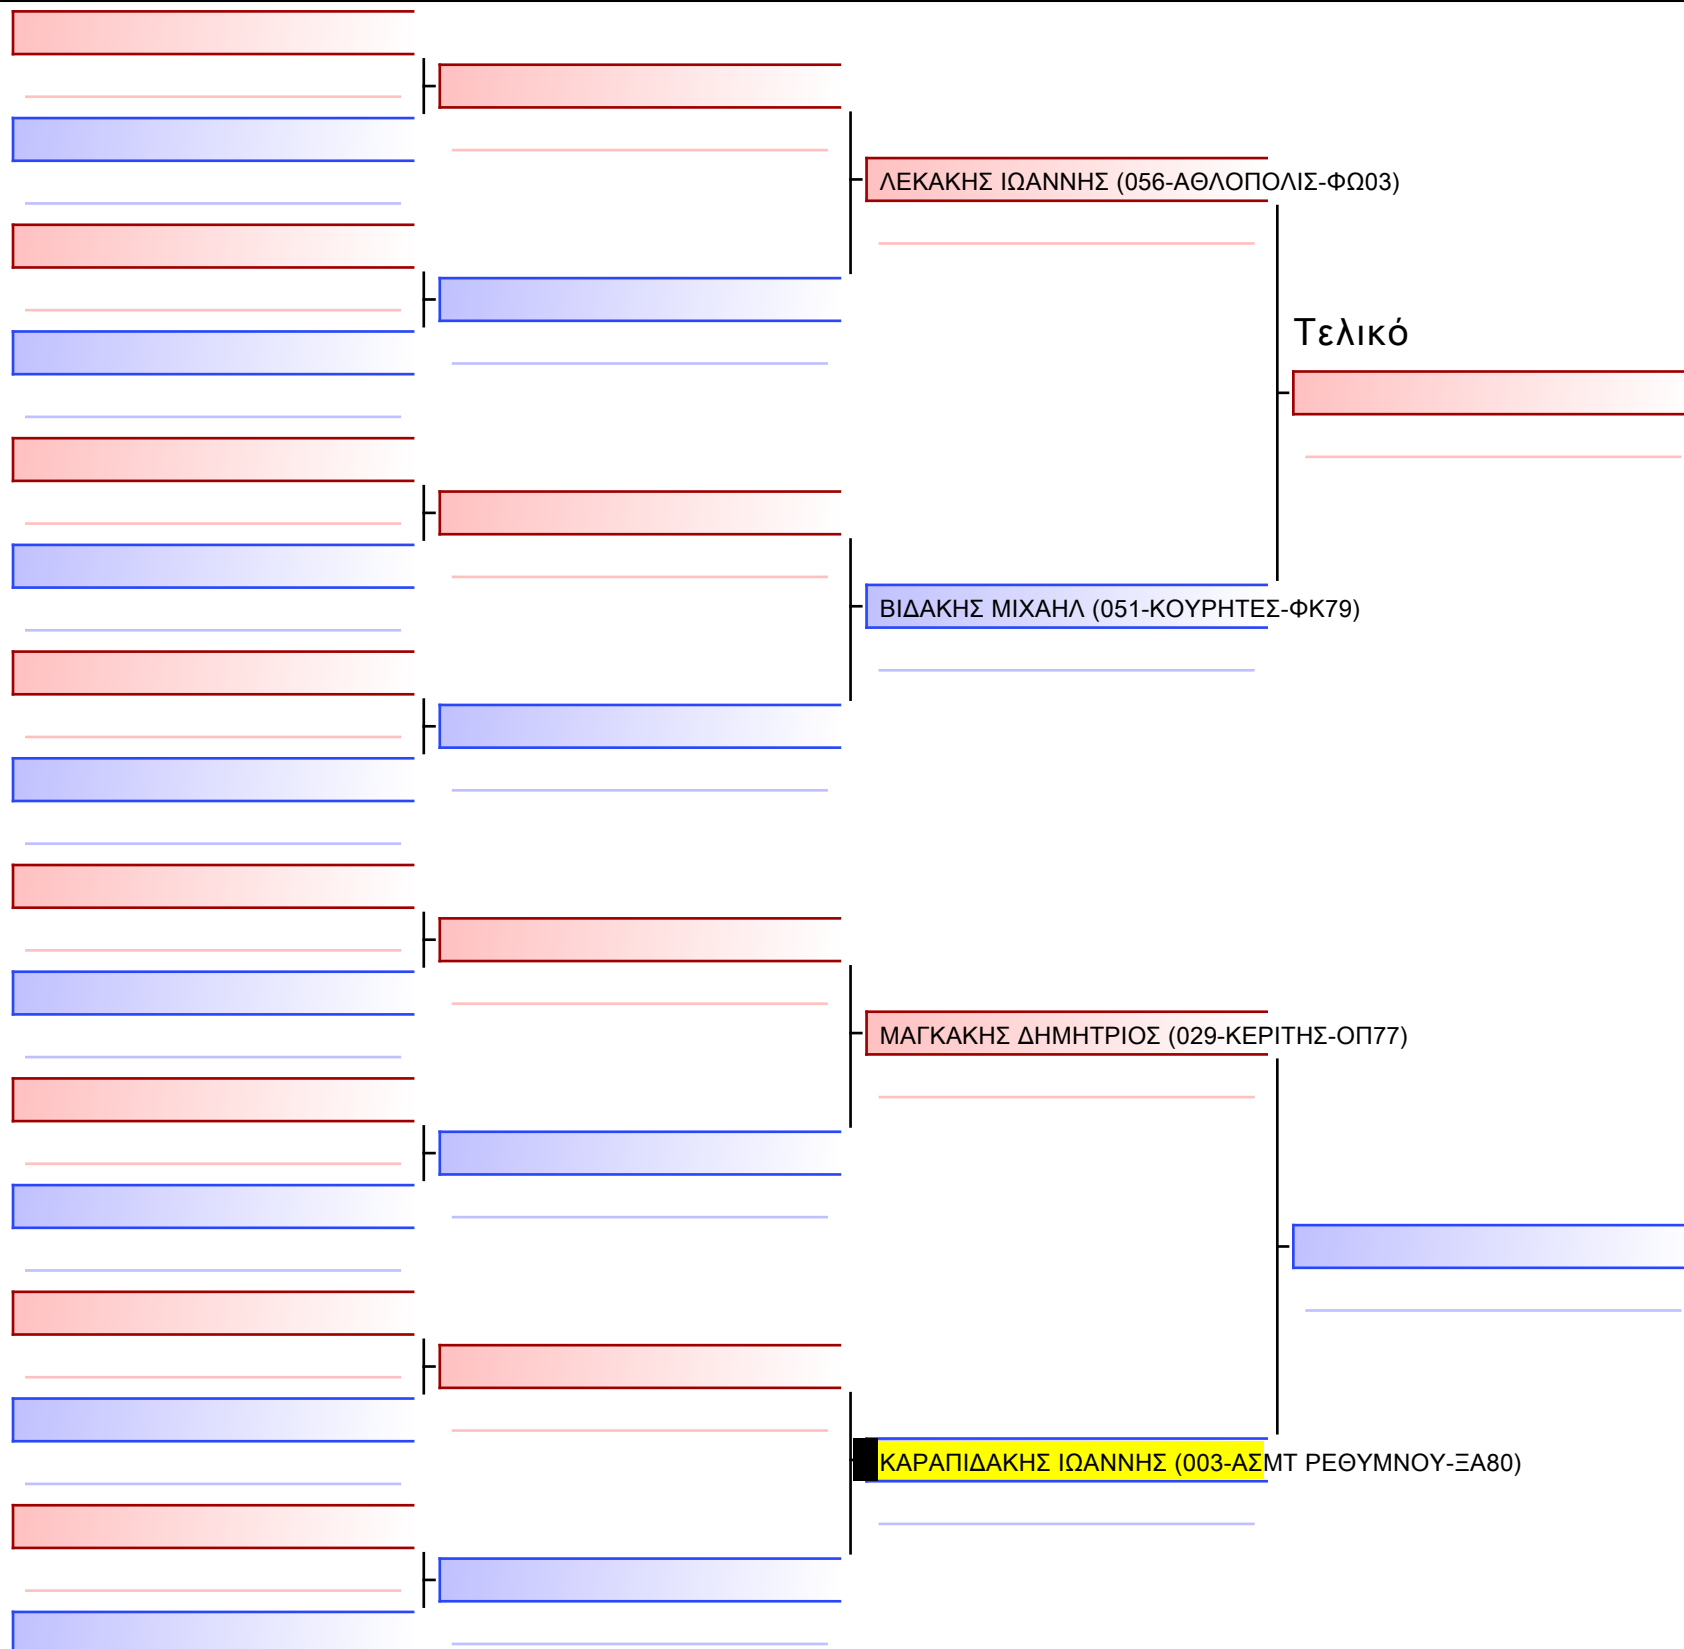 ΛΕΚΑΚΗΣ ΙΩΑΝΝΗΣ (056-ΑΘΛΟΠΟΛΙΣ-ΦΩ03)
Τελικό
ΒΙΔΑΚΗΣ ΜΙΧΑΗΛ (051-ΚΟΥΡΗΤΕΣ-ΦΚ79)
ΜΑΓΚΑΚΗΣ ΔΗΜΗΤΡΙΟΣ (029-ΚΕΡΙΤΗΣ-ΟΠ77)
ΚΑΡΑΠΙΔΑΚΗΣ ΙΩΑΝΝΗΣ (003-ΑΣΜΤ ΡΕΘΥΜΝΟΥ-ΞΑ80)